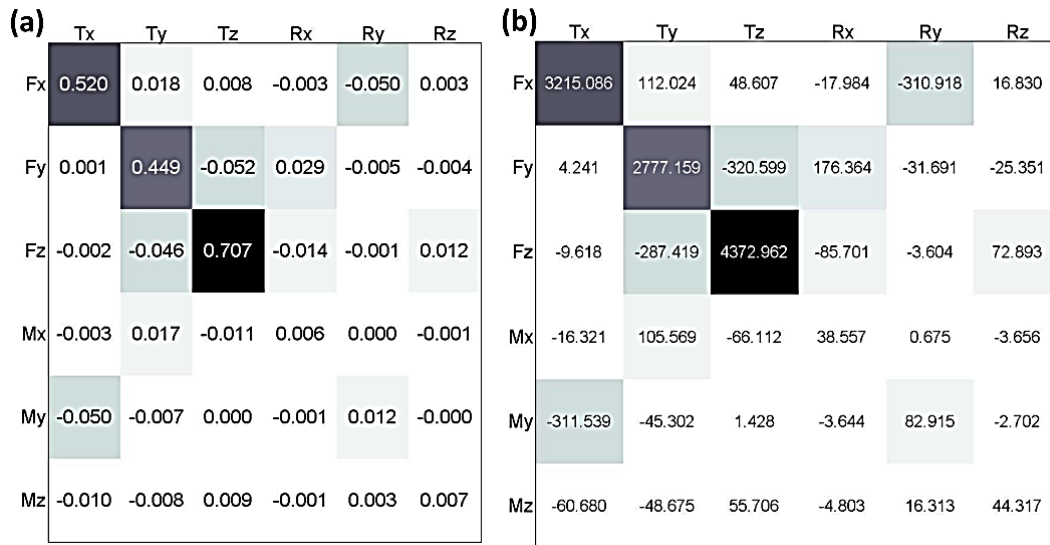 (a)
Tx Ty Tz Rx Ry Rz
Fx 0.520 0.018 0.008 -0.003 -0.050 0.003
Fy 0.001 0.449 -0.052 0.029 -0.005 -0.004
Fz -0.002 -0.046 0.707 -0.014 -0.001 0.012
Mx -0.003 0.017 -0.011 0.006 0.000 -0.001
My -0.050 -0.007 0.000 -0.001 0.012 -0.000
Mz -0.010 -0.008 0.009 -0.001 0.003 0.007
(b)
Tx Ty Tz Rx Ry Rz
Fx 3215.086 112.024 48.607 -17.984 -310.918 16.830
Fy 4.241 2777.159 -320.599 176.364 -31.691 -25.351
Fz -9.618 -287.419 4372.962 -85.701 -3.604 72.893
Mx -16.321 105.569 -66.112 38.557 0.675 -3.656
My -311.539 -45.302 1.428 -3.644 82.915 -2.702
Mz -60.680 -48.675 55.706 -4.803 16.313 44.317